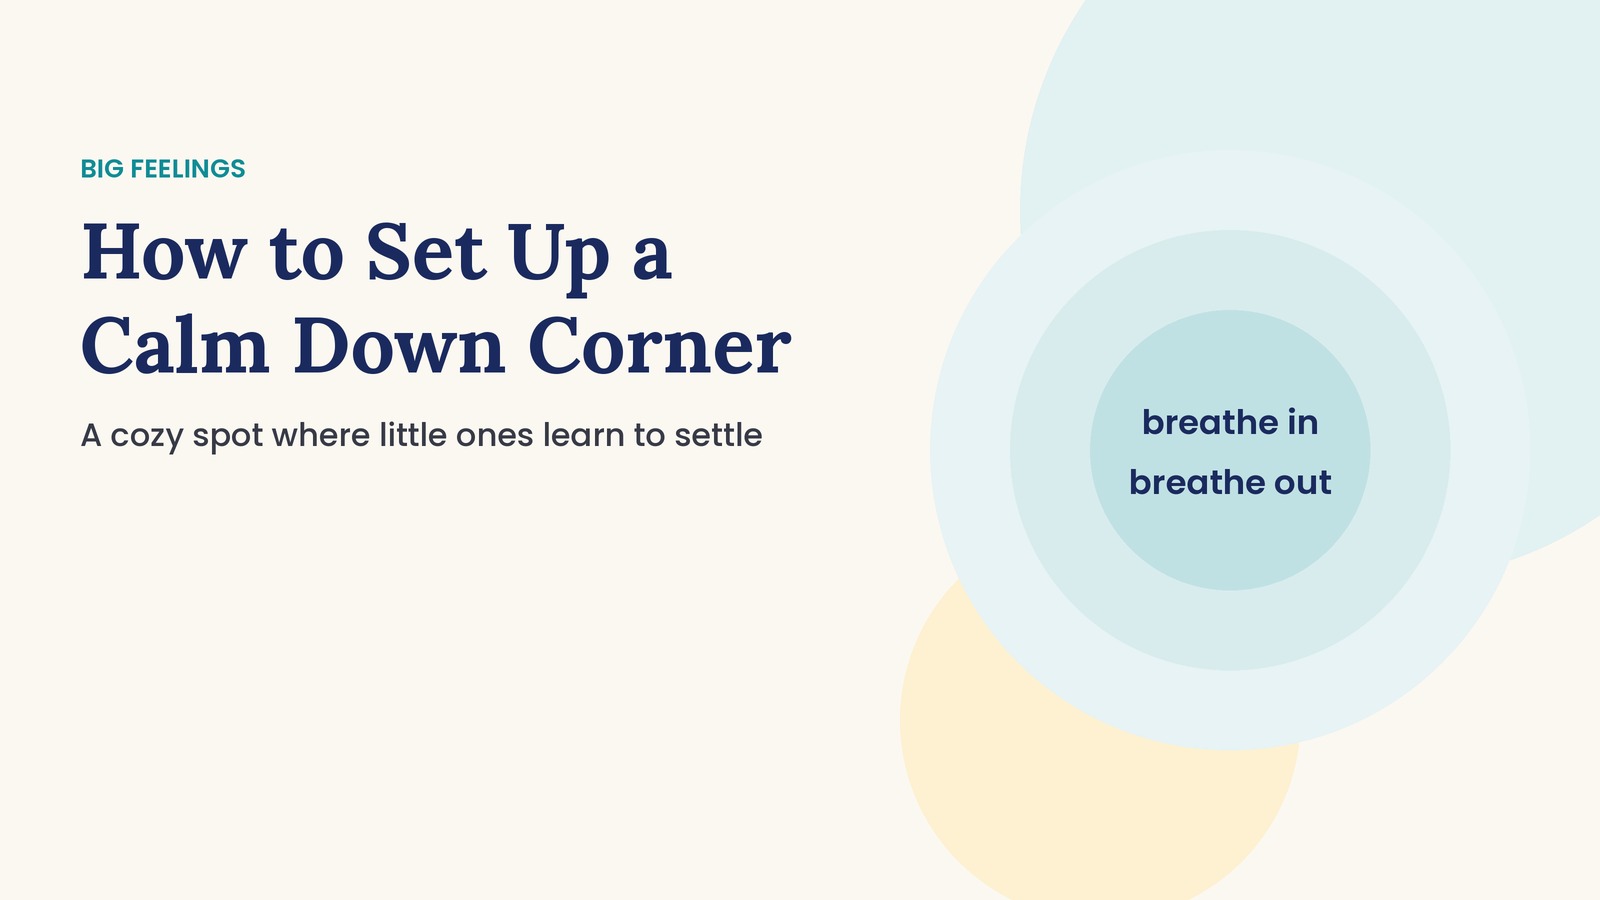 BIG FEELINGS
How to Set Up a
Calm Down Corner
A cozy spot where little ones learn to settle
breathe in
breathe out